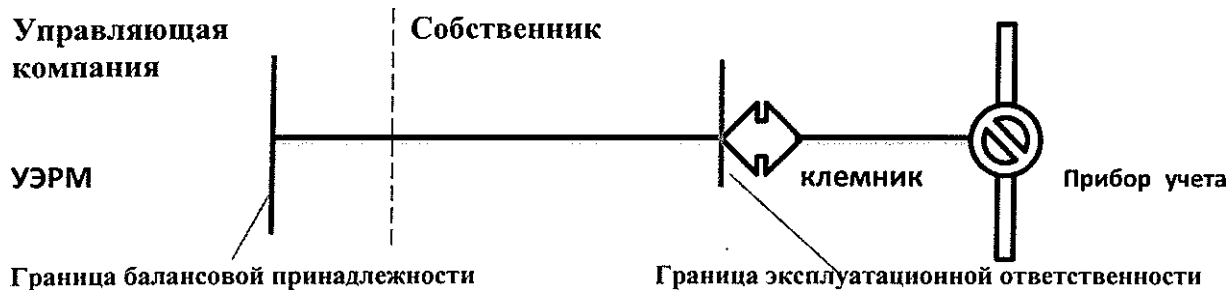 Управляющая
компания
Собственник
УЭРМ
клемник
Прибор учета
Граница балансовой принадлежности
Граница эксплуатационной ответственности